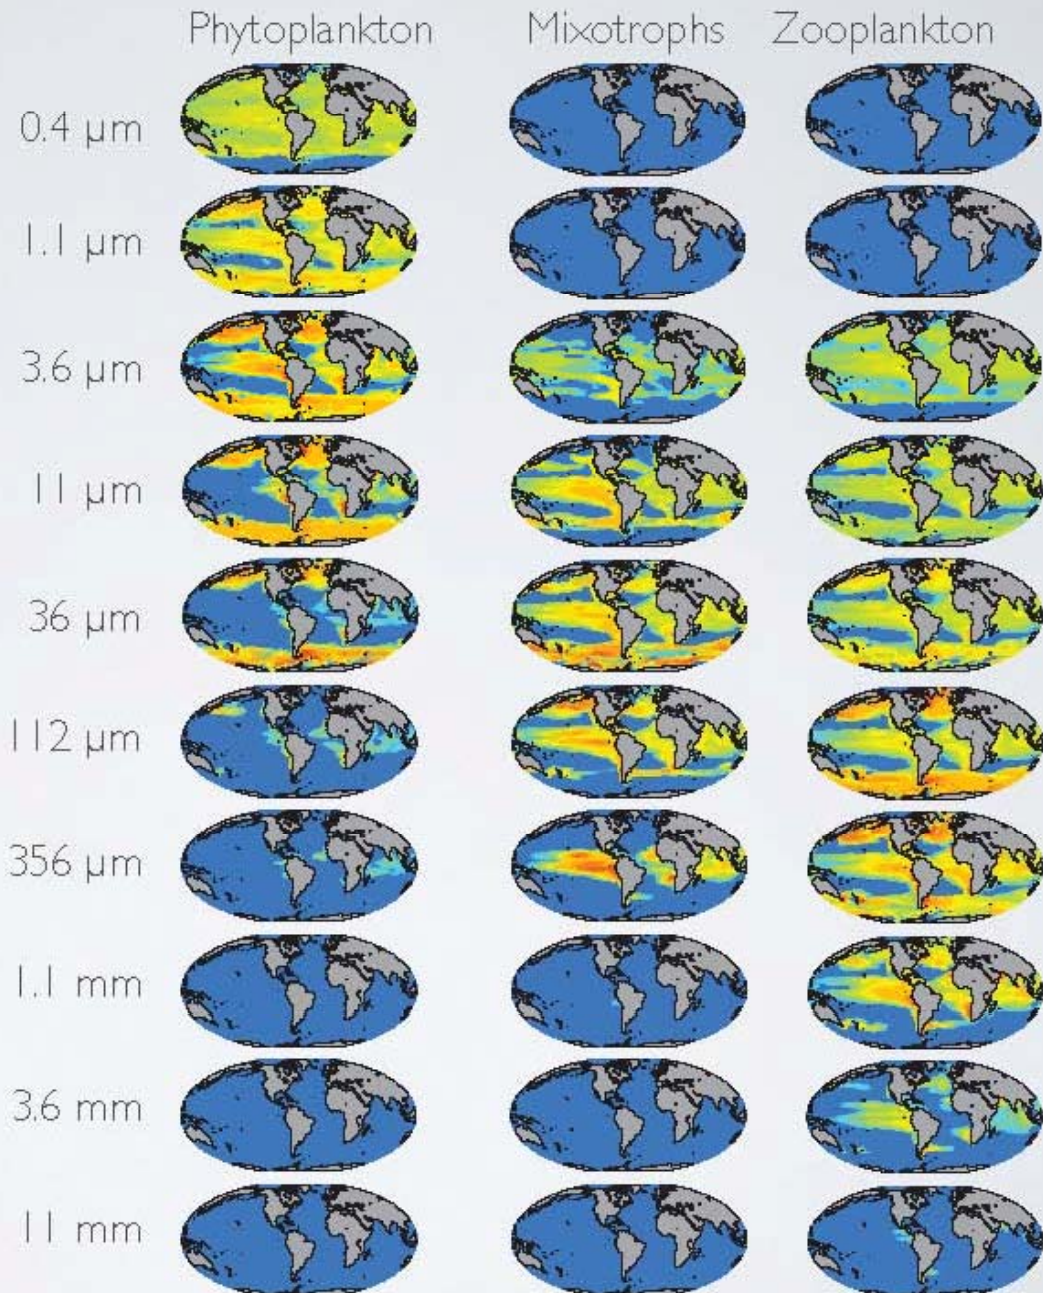 Phytoplankton Mixotrophs Zooplankton
0.4 µm
1.1 µm
3.6 µm
11 µm
36 µm
112 µm
356 µm
1.1 mm
3.6 mm
11 mm